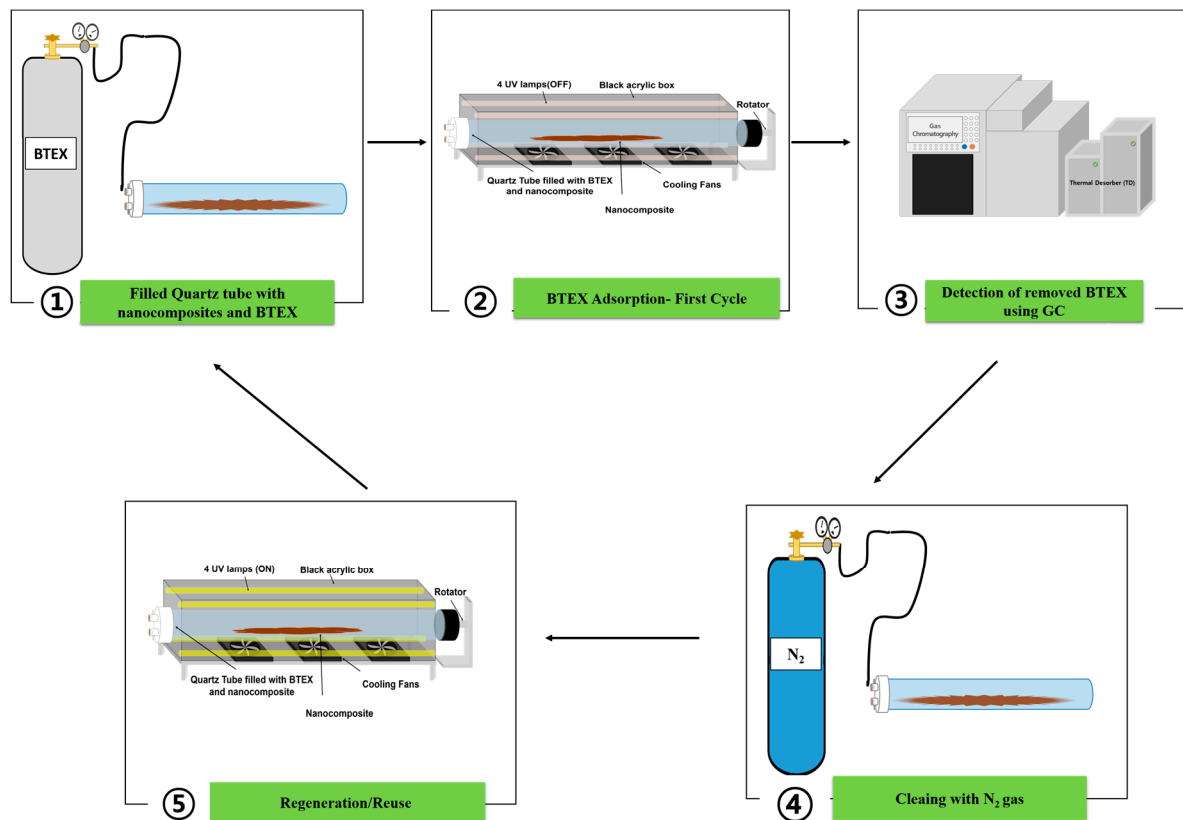 BTEX
①
Filled Quartz tube with
nanocomposites and BTEX
4 UV lamps(OFF)
Black acrylic box
Rotator
Quartz Tube filled with BTEX
and nanocomposite
Cooling Fans
Nanocomposite
②
BTEX Adsorption- First Cycle
Gas
Chromatography
Thermal Desorber (TD)
③
Detection of removed BTEX
using GC
N₂
④
Cleaing with N₂ gas
4 UV lamps (ON)
Black acrylic box
Rotator
Quartz Tube filled with BTEX
and nanocomposite
Cooling Fans
Nanocomposite
⑤
Regeneration/Reuse